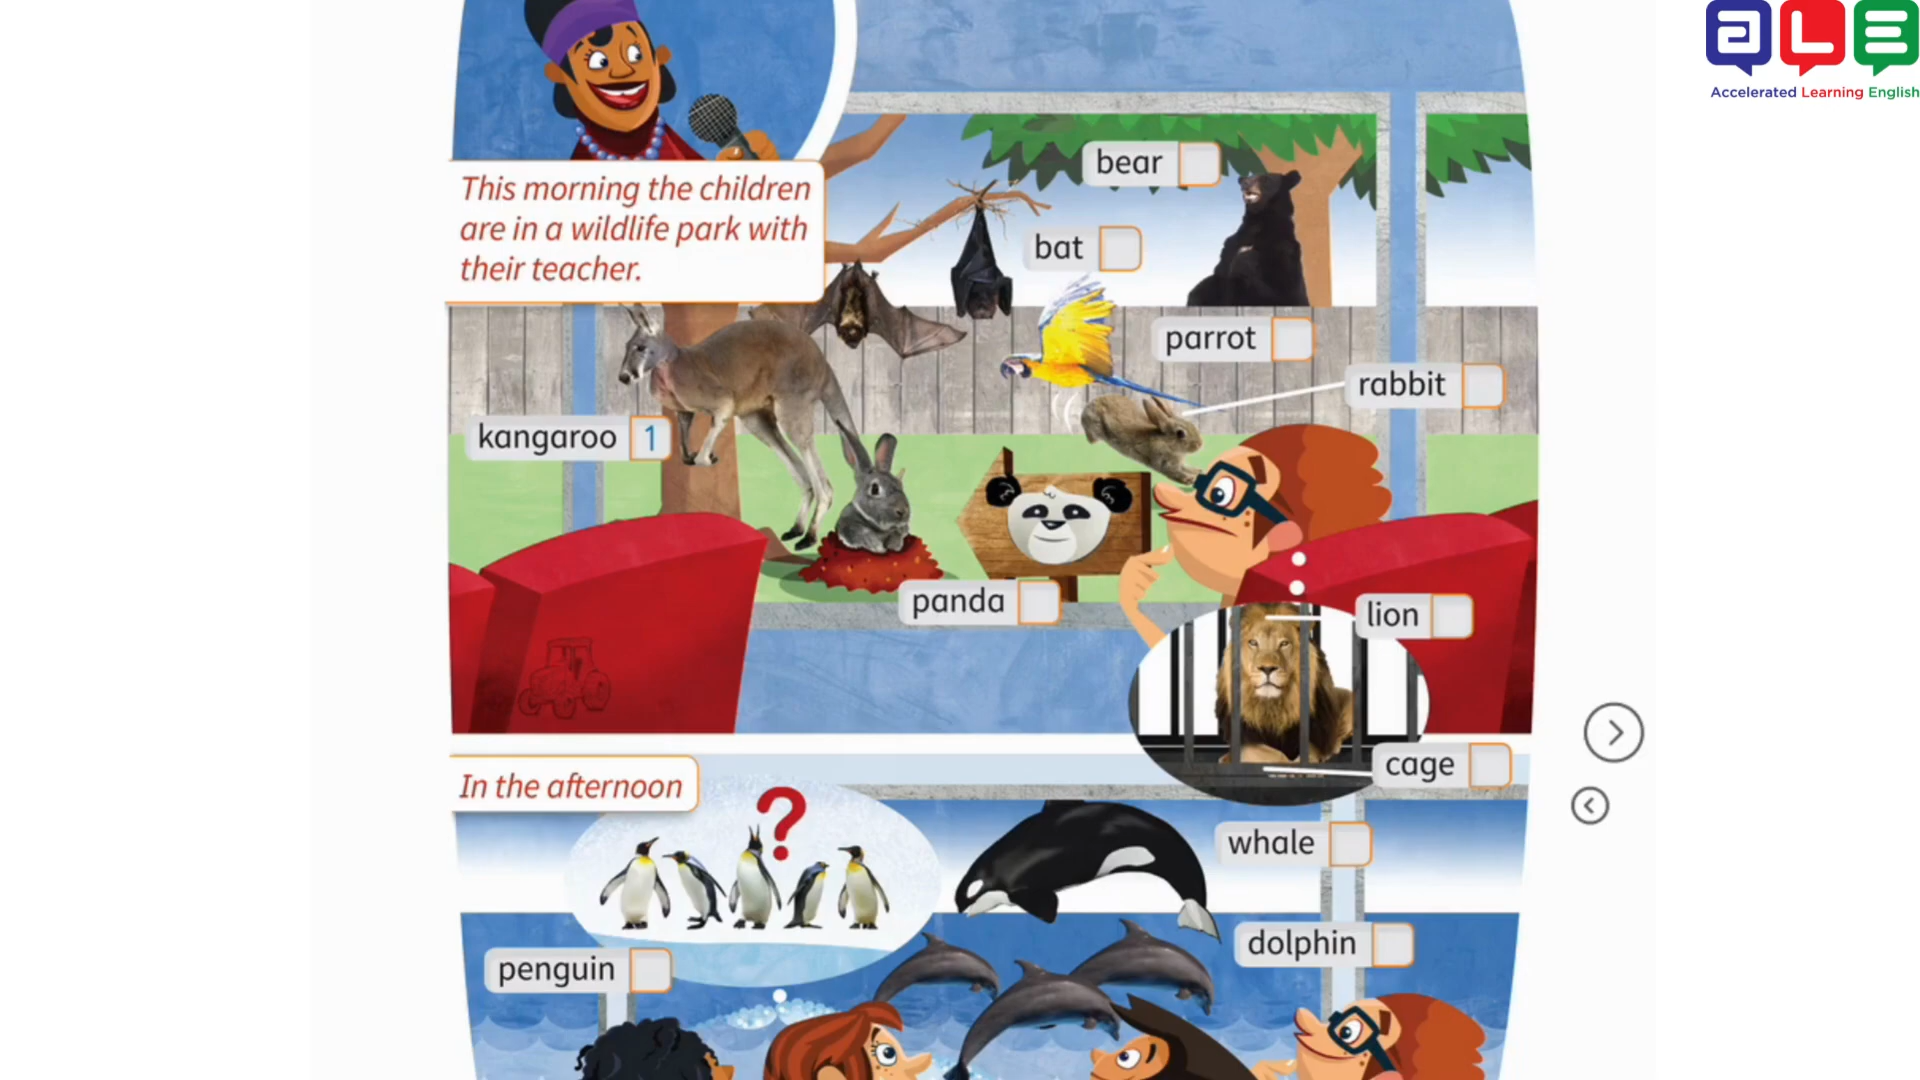 ALE
Accelerated Learning English
This morning the children
are in a wildlife park with
their teacher.
bear
bat
parrot
rabbit
kangaroo 1
panda
lion
In the afternoon
cage
?
whale
dolphin
penguin